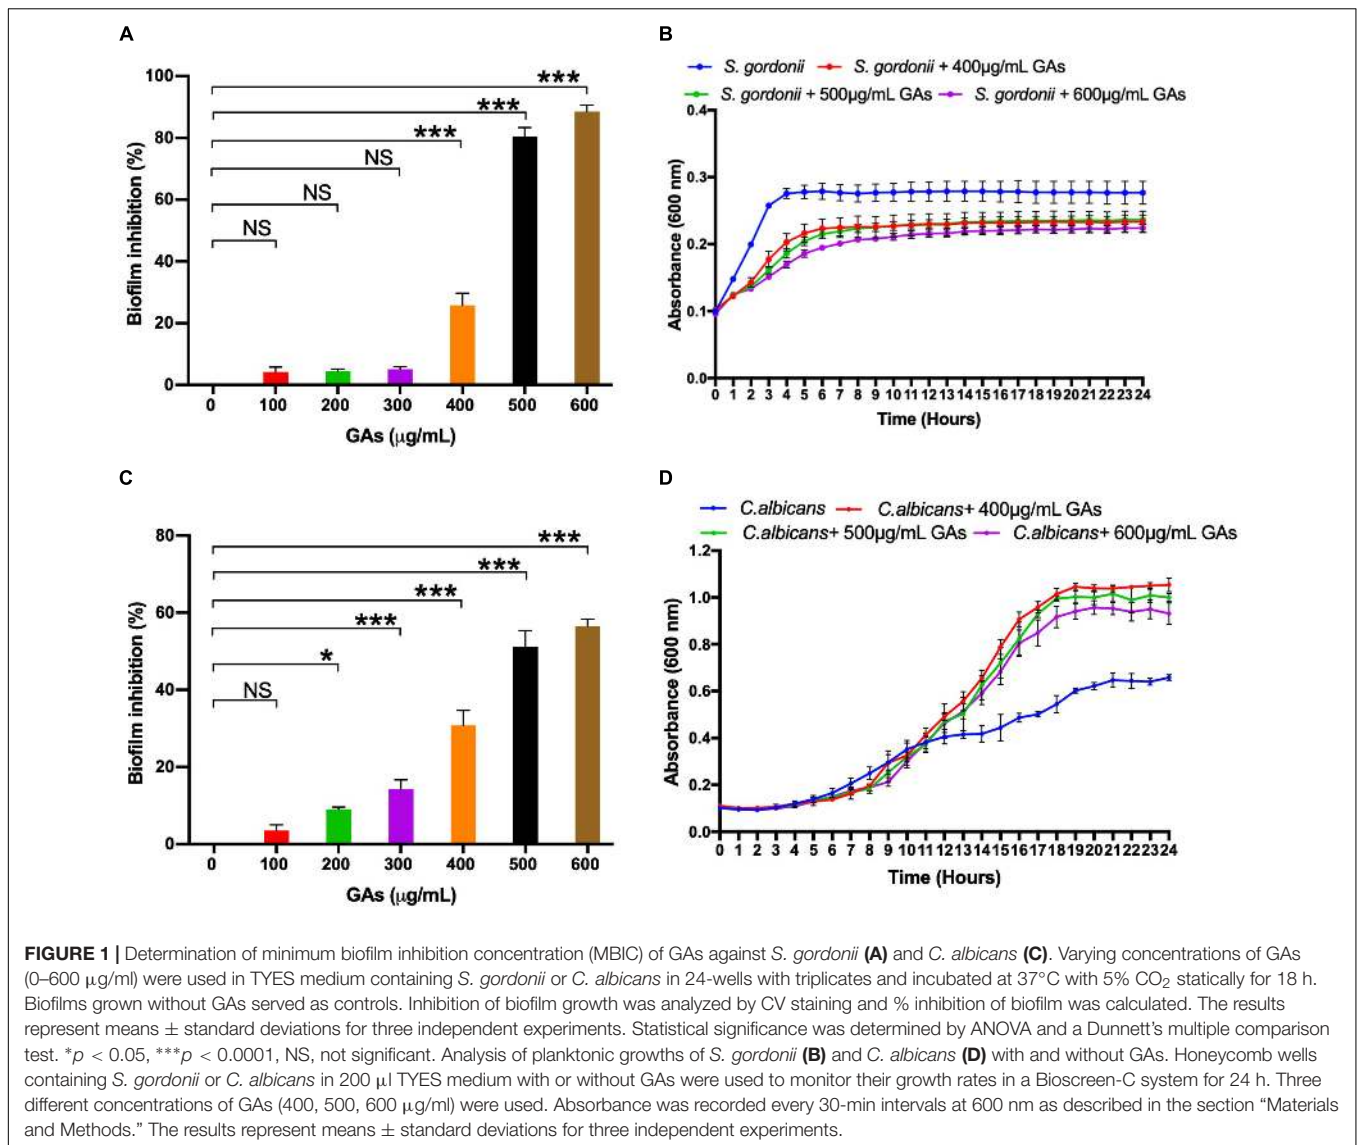 A
100
80
60
40
20
0
Biofilm inhibition (%)
***
***
***
NS
NS
NS
0 100 200 300 400 500 600
GAs (μg/mL)
B
S. gordonii S. gordonii + 400μg/mL GAs
S. gordonii + 500μg/mL GAs S. gordonii + 600μg/mL GAs
0.4
0.3
0.2
0.1
0.0
Absorbance (600 nm)
0 1 2 3 4 5 6 7 8 9 10 11 12 13 14 15 16 17 18 19 20 21 22 23 24
Time (Hours)
C
80
60
40
20
0
Biofilm inhibition (%)
***
***
***
***
*
NS
0 100 200 300 400 500 600
GAs (μg/mL)
D
C.albicans C.albicans+ 400μg/mL GAs
C.albicans+ 500μg/mL GAs C.albicans+ 600μg/mL GAs
1.2
1.0
0.8
0.6
0.4
0.2
0.0
Absorbance (600 nm)
0 1 2 3 4 5 6 7 8 9 10 11 12 13 14 15 16 17 18 19 20 21 22 23 24
Time (Hours)
FIGURE 1 | Determination of minimum biofilm inhibition concentration (MBIC) of GAs against S. gordonii (A) and C. albicans (C). Varying concentrations of GAs
(0–600 μg/ml) were used in TYES medium containing S. gordonii or C. albicans in 24-wells with triplicates and incubated at 37°C with 5% CO₂ statically for 18 h.
Biofilms grown without GAs served as controls. Inhibition of biofilm growth was analyzed by CV staining and % inhibition of biofilm was calculated. The results
represent means ± standard deviations for three independent experiments. Statistical significance was determined by ANOVA and a Dunnett's multiple comparison
test. *p < 0.05, ***p < 0.0001, NS, not significant. Analysis of planktonic growths of S. gordonii (B) and C. albicans (D) with and without GAs. Honeycomb wells
containing S. gordonii or C. albicans in 200 μl TYES medium with or without GAs were used to monitor their growth rates in a Bioscreen-C system for 24 h. Three
different concentrations of GAs (400, 500, 600 μg/ml) were used. Absorbance was recorded every 30-min intervals at 600 nm as described in the section “Materials
and Methods.” The results represent means ± standard deviations for three independent experiments.